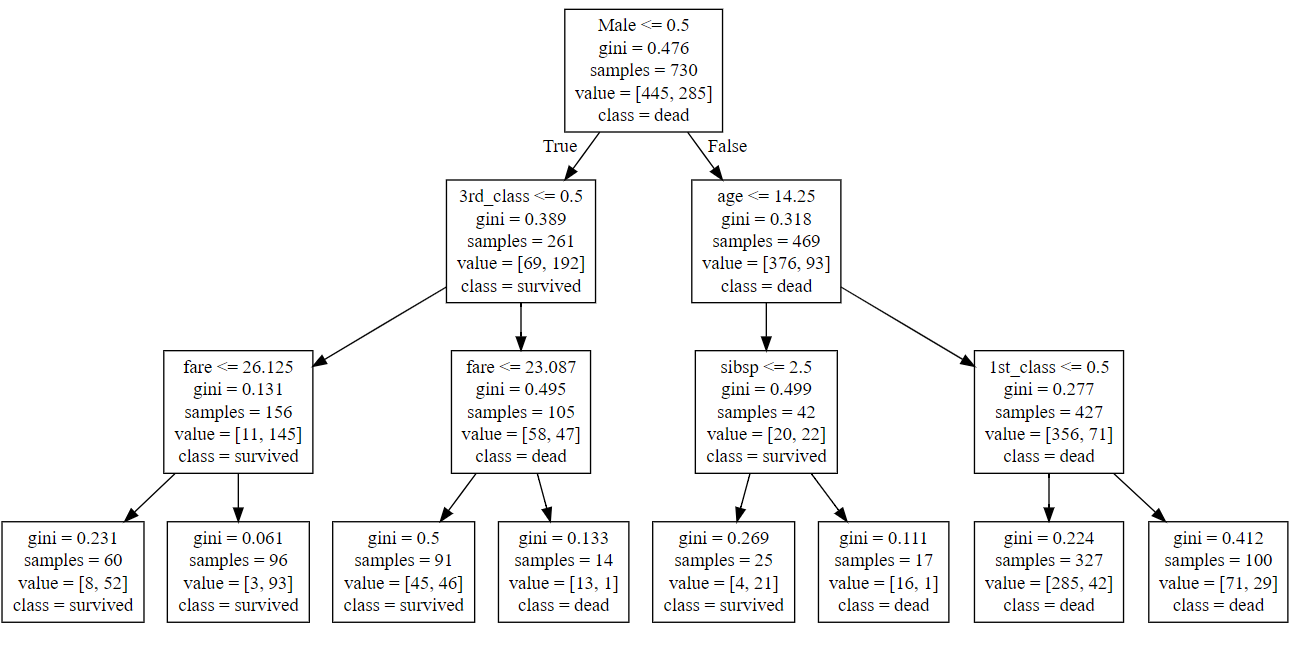 Male <= 0.5
gini = 0.476
samples = 730
value = [445, 285]
class = dead
True
False
3rd_class <= 0.5
gini = 0.389
samples = 261
value = [69, 192]
class = survived
age <= 14.25
gini = 0.318
samples = 469
value = [376, 93]
class = dead
fare <= 26.125
gini = 0.131
samples = 156
value = [11, 145]
class = survived
fare <= 23.087
gini = 0.495
samples = 105
value = [58, 47]
class = dead
sibsp <= 2.5
gini = 0.499
samples = 42
value = [20, 22]
class = survived
1st_class <= 0.5
gini = 0.277
samples = 427
value = [356, 71]
class = dead
gini = 0.231
samples = 60
value = [8, 52]
class = survived
gini = 0.061
samples = 96
value = [3, 93]
class = survived
gini = 0.5
samples = 91
value = [45, 46]
class = survived
gini = 0.133
samples = 14
value = [13, 1]
class = dead
gini = 0.269
samples = 25
value = [4, 21]
class = survived
gini = 0.111
samples = 17
value = [16, 1]
class = dead
gini = 0.224
samples = 327
value = [285, 42]
class = dead
gini = 0.412
samples = 100
value = [71, 29]
class = dead